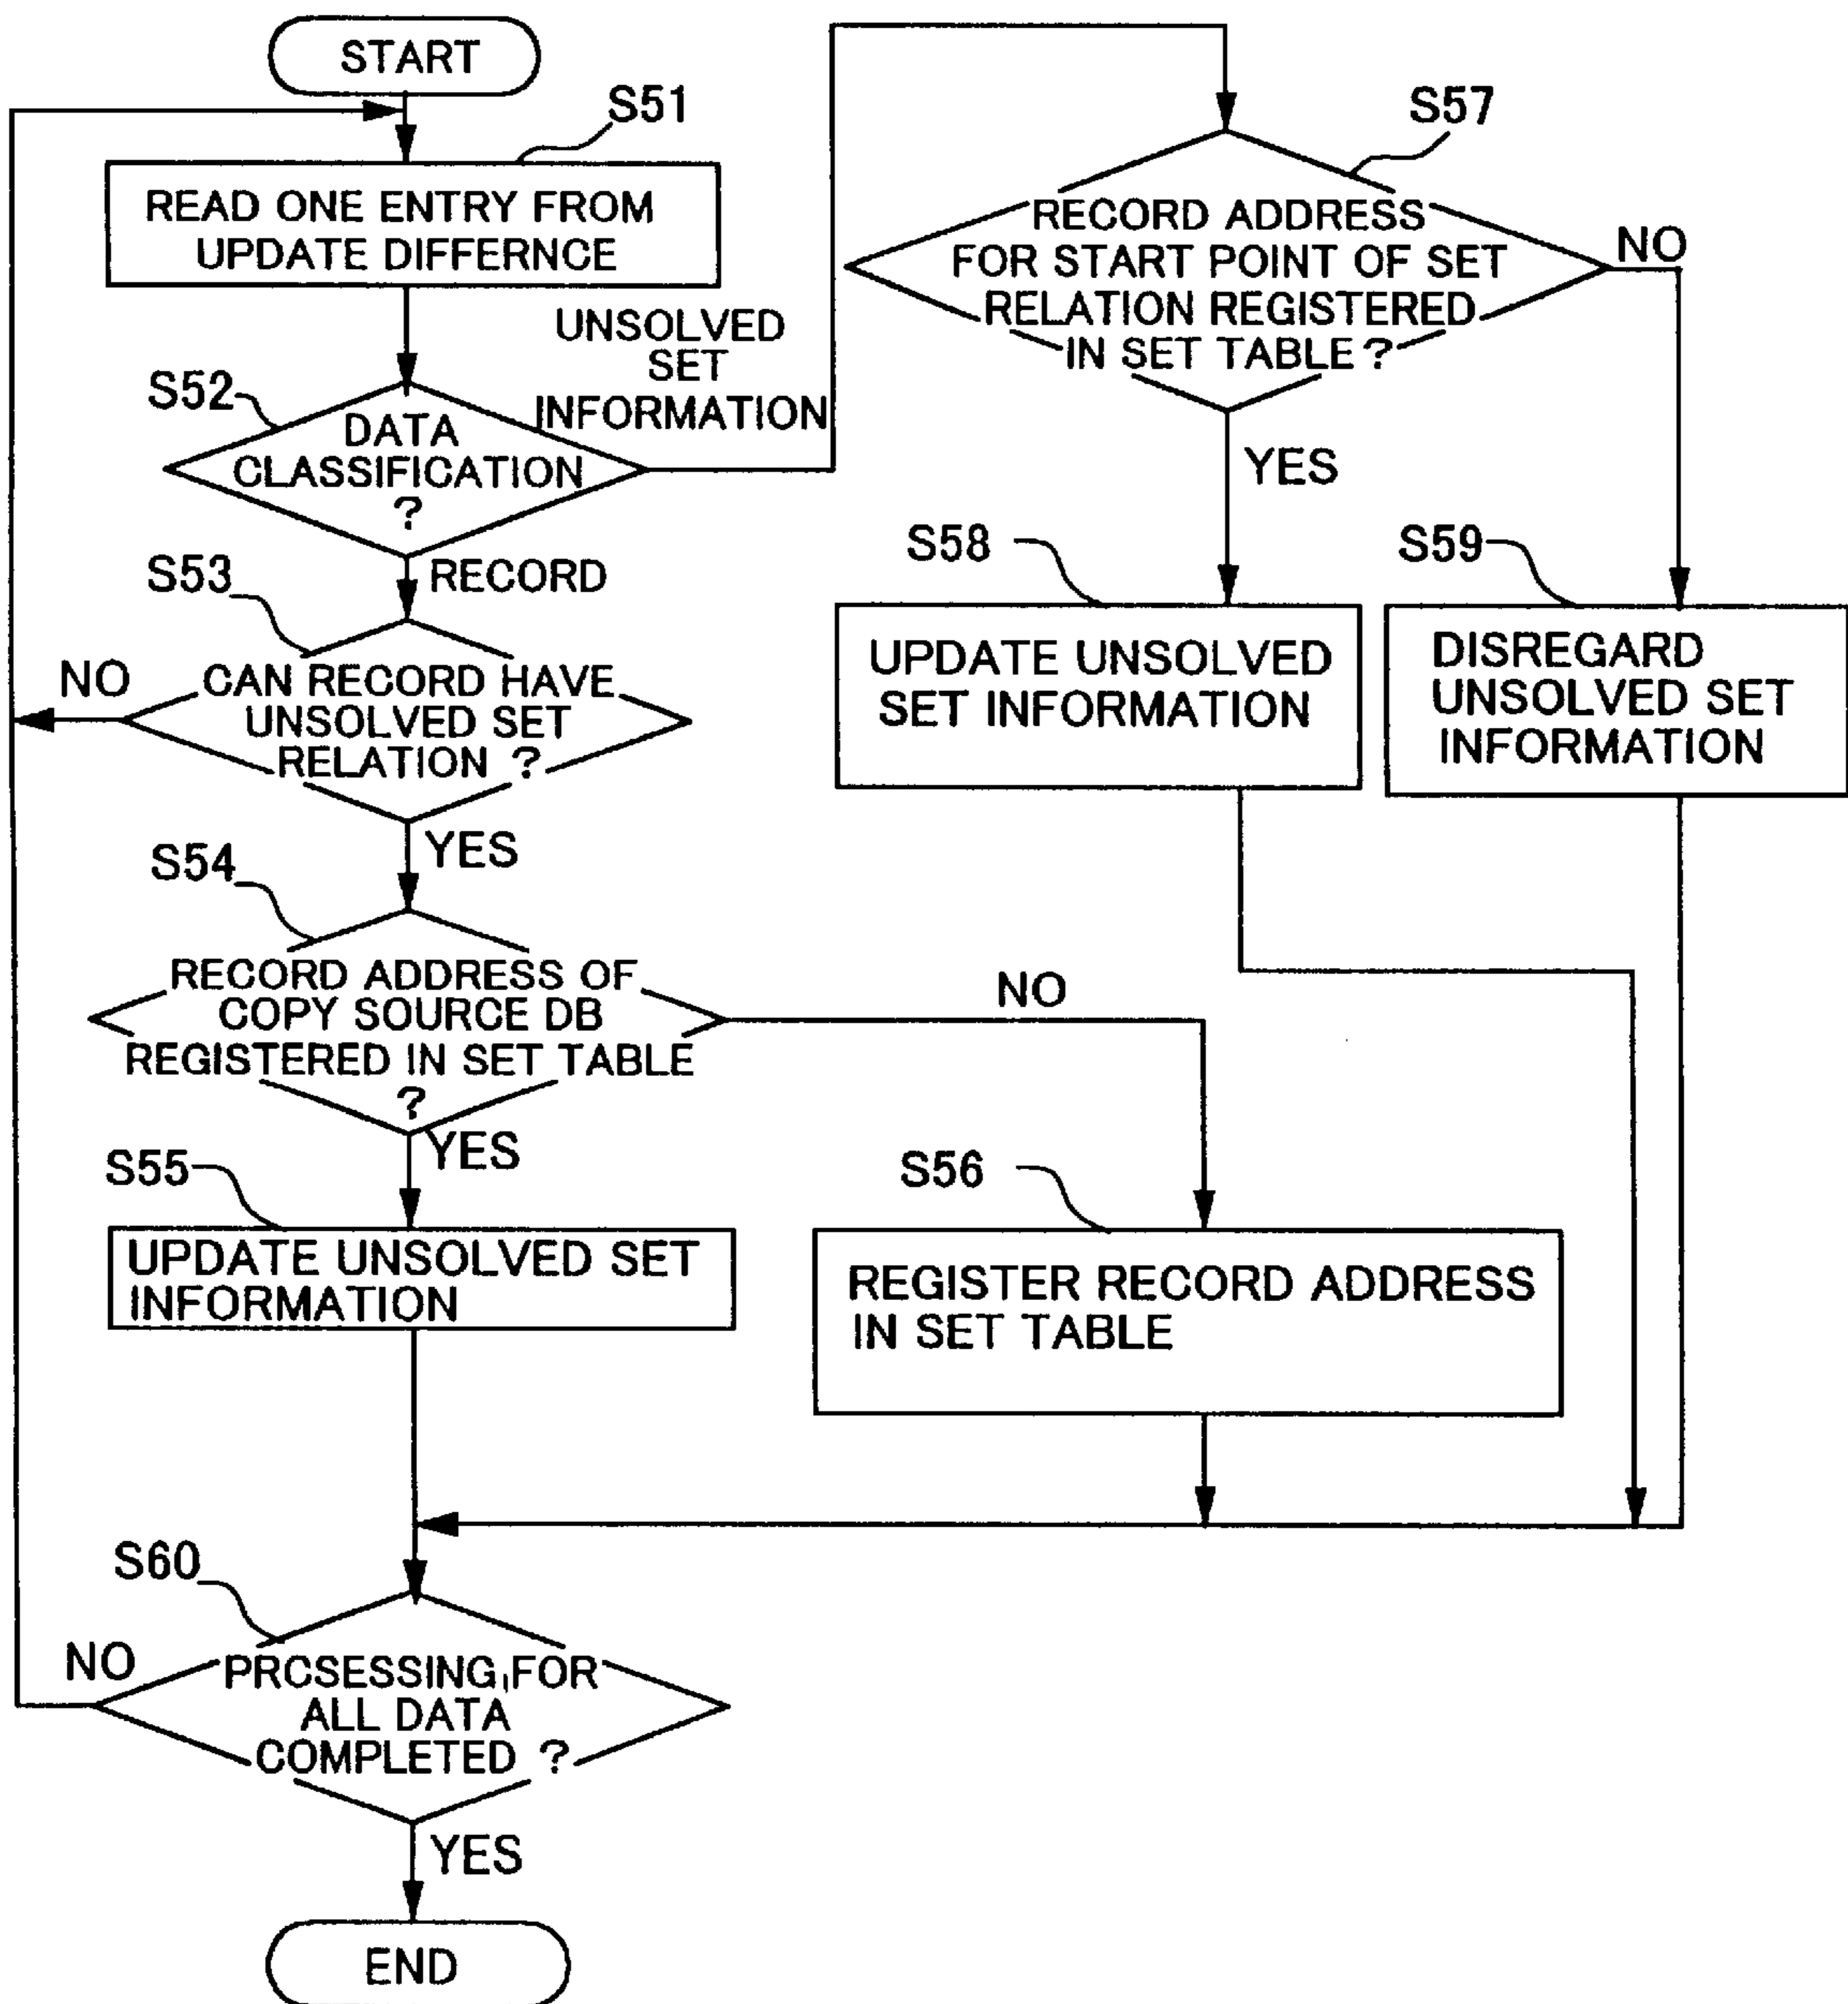 START
S51
READ ONE ENTRY FROM
UPDATE DIFFERNCE
UNSOLVED
SET
INFORMATION
S52
DATA
CLASSIFICATION
?
RECORD
S53
CAN RECORD HAVE
UNSOLVED SET
RELATION ?
NO
YES
S54
RECORD ADDRESS OF
COPY SOURCE DB
REGISTERED IN SET TABLE
?
NO
YES
S55
UPDATE UNSOLVED SET
INFORMATION
S56
REGISTER RECORD ADDRESS
IN SET TABLE
S57
RECORD ADDRESS
FOR START POINT OF SET
RELATION REGISTERED
IN SET TABLE ?
NO
YES
S58
UPDATE UNSOLVED
SET INFORMATION
S59
DISREGARD
UNSOLVED SET
INFORMATION
S60
PRCSESSING FOR
ALL DATA
COMPLETED ?
NO
YES
END